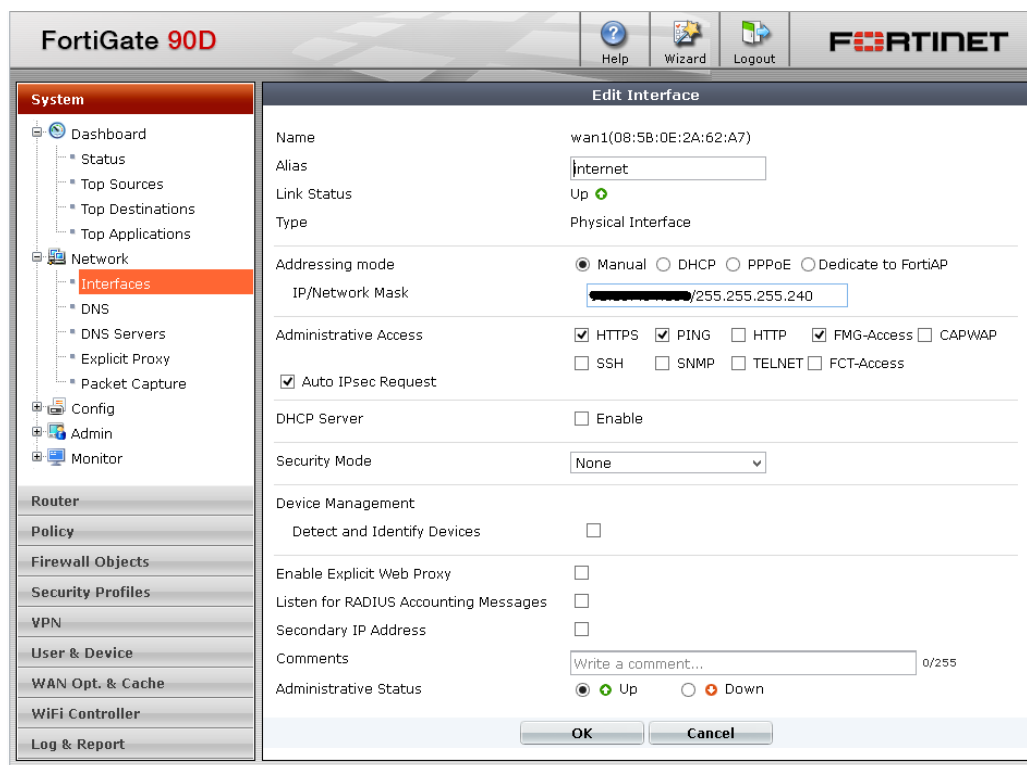 FortiGate 90D
Help
Wizard
Logout
FORTINET
System
Dashboard
Status
Top Sources
Top Destinations
Top Applications
Network
Interfaces
DNS
DNS Servers
Explicit Proxy
Packet Capture
Config
Admin
Monitor
Router
Policy
Firewall Objects
Security Profiles
VPN
User & Device
WAN Opt. & Cache
WiFi Controller
Log & Report
Edit Interface
Name wan1(08:5B:0E:2A:62:A7)
Alias internet
Link Status Up
Type Physical Interface
Addressing mode Manual DHCP PPPoE Dedicate to FortiAP
IP/Network Mask /255.255.255.240
Administrative Access HTTPS PING HTTP FMG-Access CAPWAP
SSH SNMP TELNET FCT-Access
Auto IPsec Request
DHCP Server Enable
Security Mode None
Device Management
Detect and Identify Devices
Enable Explicit Web Proxy
Listen for RADIUS Accounting Messages
Secondary IP Address
Comments Write a comment... 0/255
Administrative Status Up Down
OK Cancel